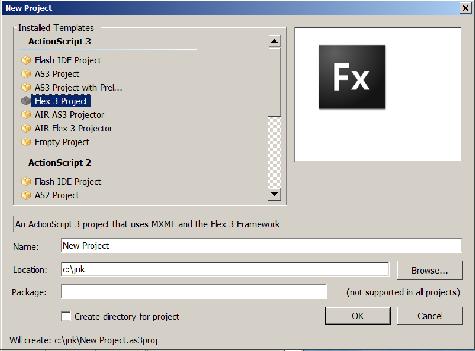 New Project
Installed Templates
ActionScript 3
Flash IDE Project
AS3 Project
AS3 Project with Prel...
Flex 3 Project
AIR AS3 Projector
AIR Flex 3 Projector
Empty Project
ActionScript 2
Flash IDE Project
AS2 Project
Fx
An ActionScript 3 project that uses MXML and the Flex 3 Framework
Name:
New Project
Location:
c:\jnk
Browse...
Package:
(not supported in all projects)
Create directory for project
OK
Cancel
Will create: c:\jnk\New Project.as3proj